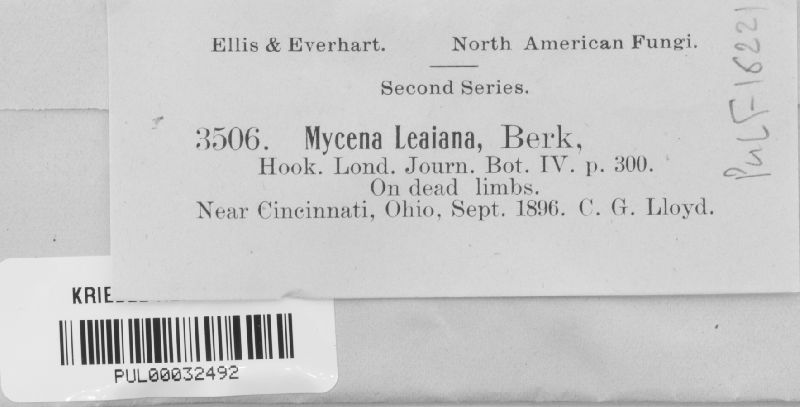 Ellis & Everhart. North American Fungi.
Second Series.
3506. Mycena Leaiana, Berk,
Hook. Lond. Journ. Bot. IV. p. 300.
On dead limbs.
Near Cincinnati, Ohio, Sept. 1896. C. G. Lloyd.
PUL F-16221
PUL00032492